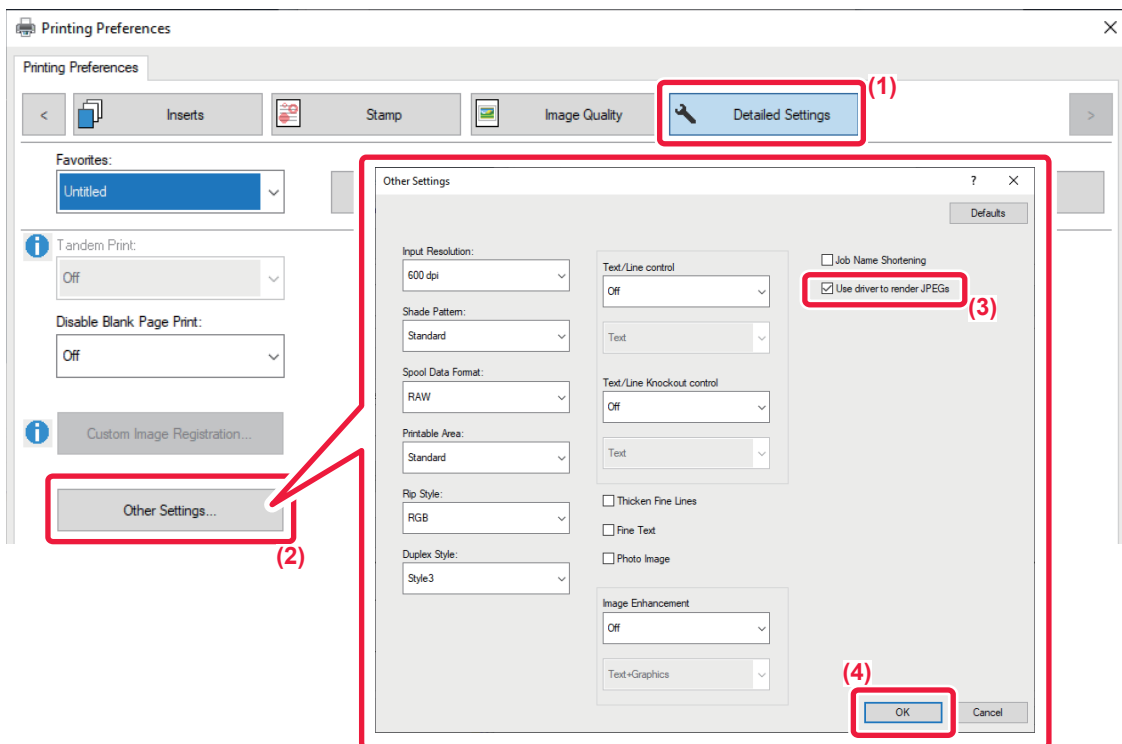 Printing Preferences
Printing Preferences
(1)
<
Inserts
Stamp
Image Quality
Detailed Settings
>
Favorites:
Untitled
Tandem Print:
Off
Disable Blank Page Print:
Off
Custom Image Registration...
Other Settings...
(2)
Other Settings
?
Defaults
Input Resolution:
600 dpi
Shade Pattern:
Standard
Spool Data Format:
RAW
Printable Area:
Standard
Rip Style:
RGB
Duplex Style:
Style3
Text/Line control
Off
Text
Text/Line Knockout control
Off
Text
Thicken Fine Lines
Fine Text
Photo Image
Image Enhancement
Off
Text+Graphics
Job Name Shortening
Use driver to render JPEGs
(3)
(4)
OK
Cancel